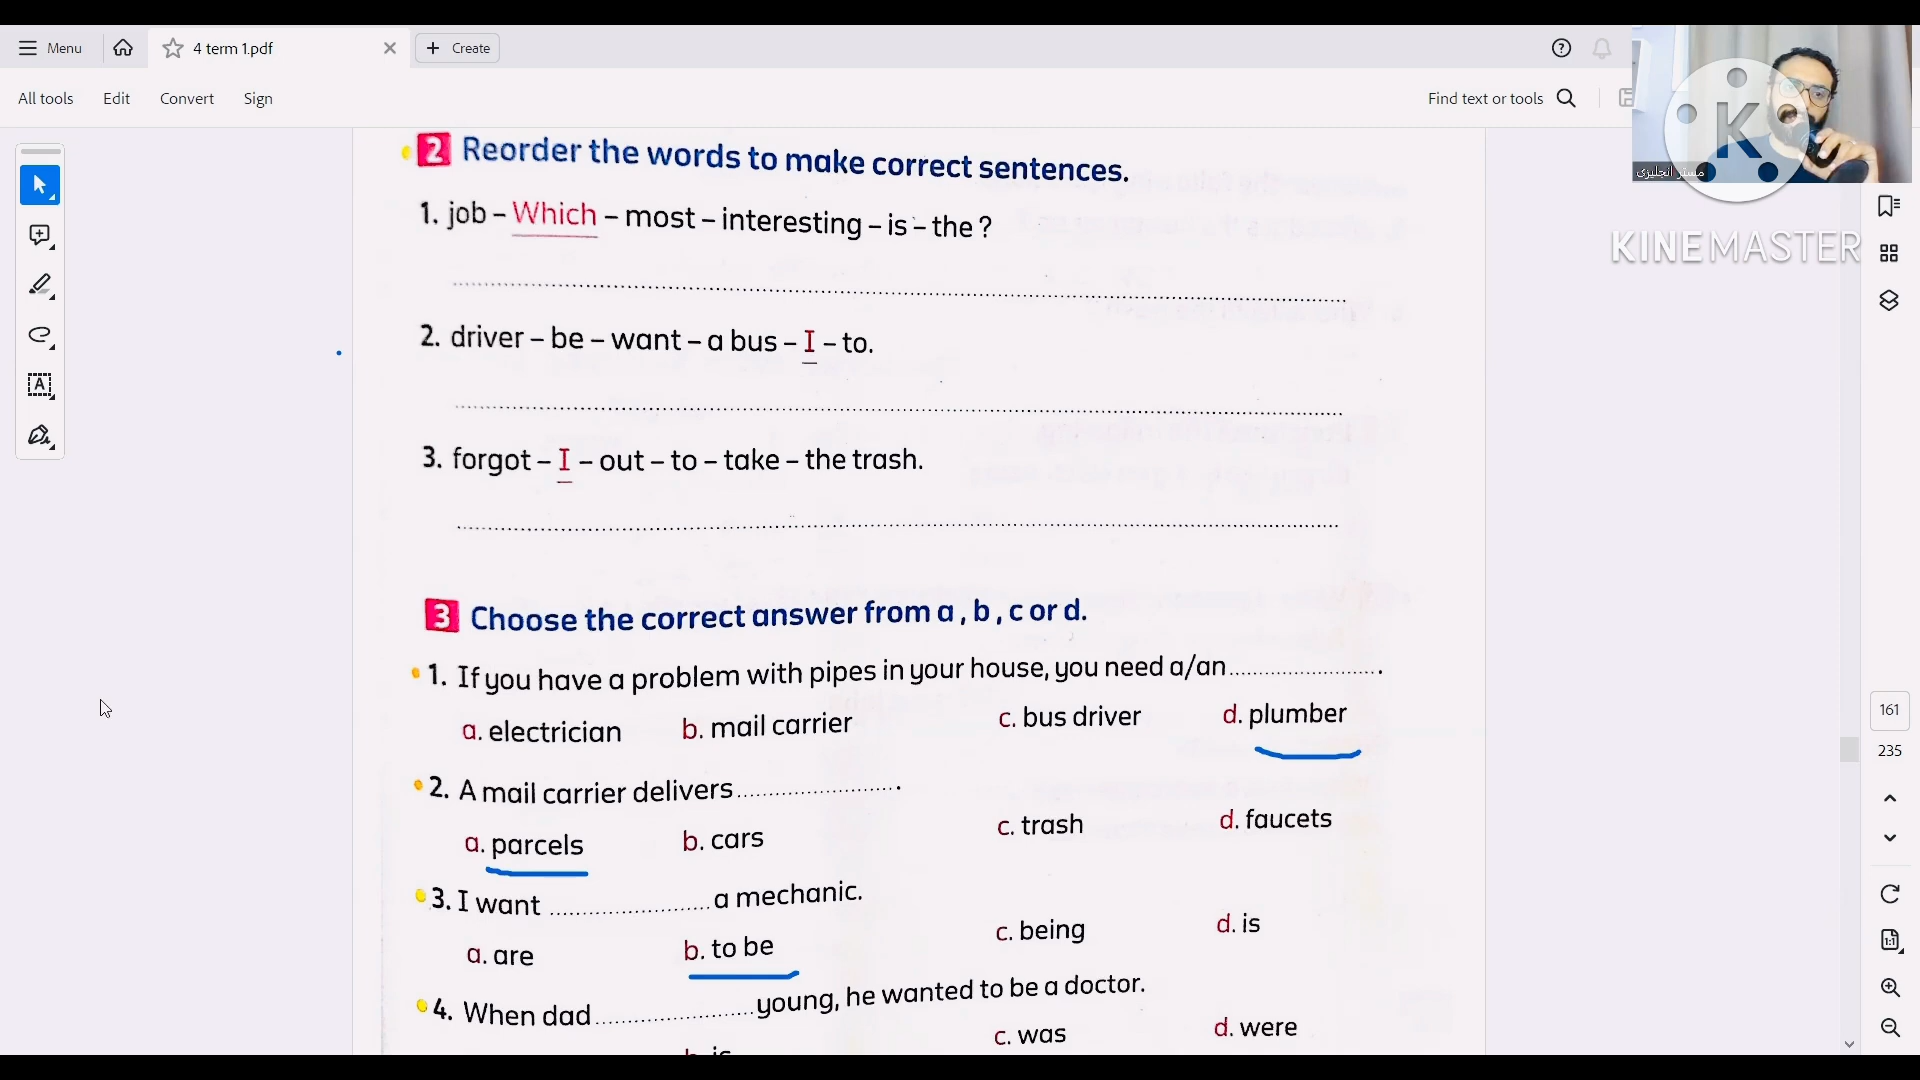 Menu
4 term 1.pdf
Create
All tools
Edit
Convert
Sign
Find text or tools
مستر انجليزي
K
KINEMASTER
2 Reorder the words to make correct sentences.
1. job – Which – most – interesting – is – the ?
2. driver – be – want – a bus – I – to.
3. forgot – I – out – to – take – the trash.
3 Choose the correct answer from a , b , c or d.
1. If you have a problem with pipes in your house, you need a/an .................... .
a. electrician b. mail carrier c. bus driver d. plumber
2. A mail carrier delivers .................... .
a. parcels b. cars c. trash d. faucets
3. I want .................... a mechanic.
a. are b. to be c. being d. is
4. When dad .................... young, he wanted to be a doctor.
b. is c. was d. were
161
235
1:1